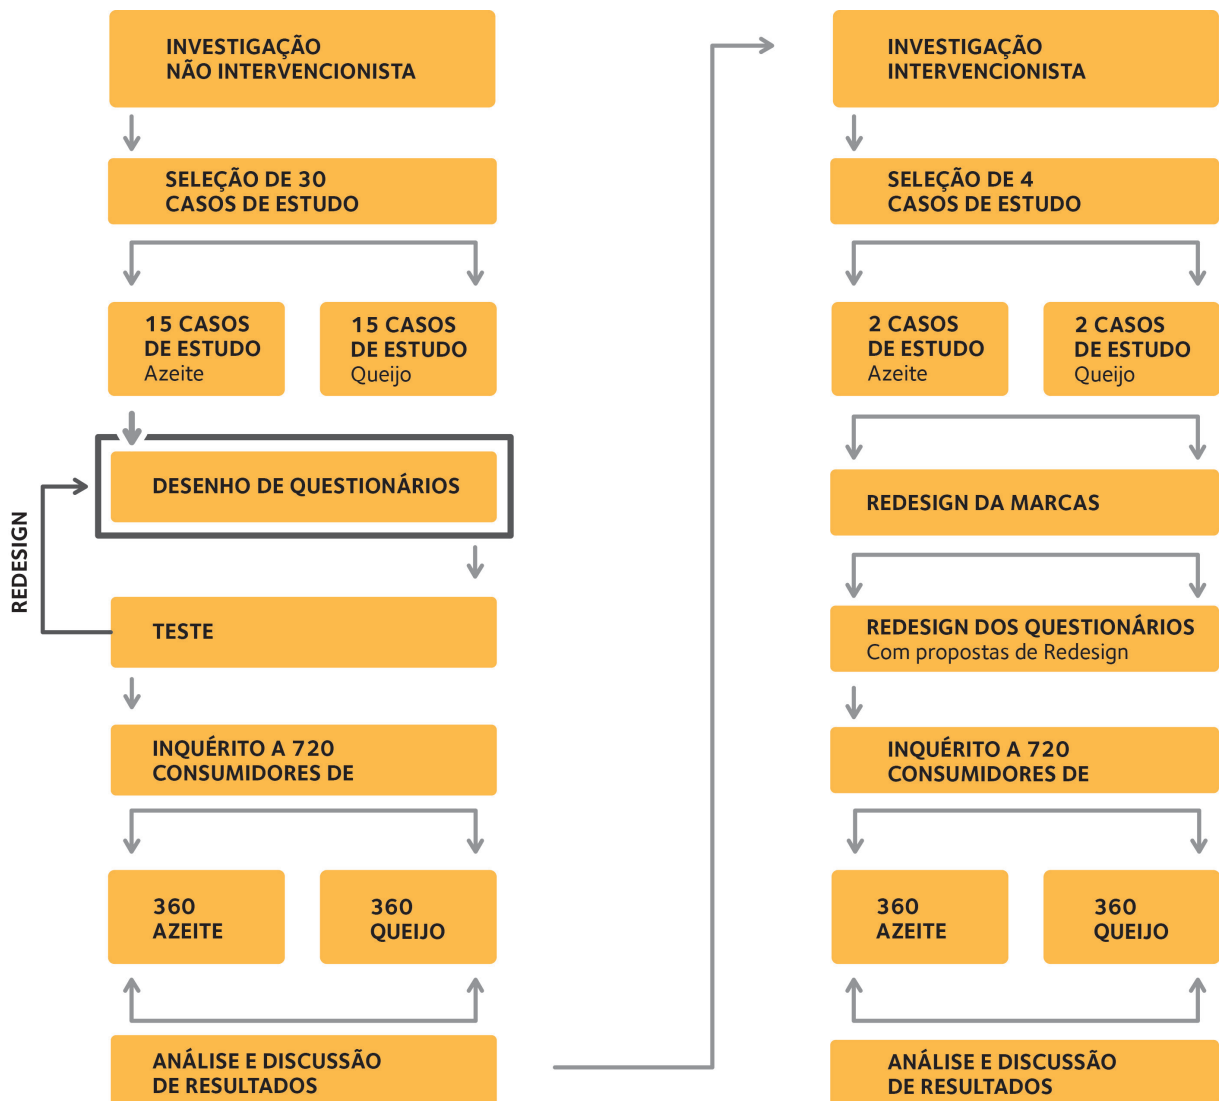 INVESTIGAÇÃO
NÃO INTERVENCIONISTA
SELEÇÃO DE 30
CASOS DE ESTUDO
15 CASOS
DE ESTUDO
Azeite
15 CASOS
DE ESTUDO
Queijo
DESENHO DE QUESTIONÁRIOS
REDESIGN
TESTE
INQUÉRITO A 720
CONSUMIDORES DE
360
AZEITE
360
QUEIJO
ANÁLISE E DISCUSSÃO
DE RESULTADOS
INVESTIGAÇÃO
INTERVENCIONISTA
SELEÇÃO DE 4
CASOS DE ESTUDO
2 CASOS
DE ESTUDO
Azeite
2 CASOS
DE ESTUDO
Queijo
REDESIGN DA MARCAS
REDESIGN DOS QUESTIONÁRIOS
Com propostas de Redesign
INQUÉRITO A 720
CONSUMIDORES DE
360
AZEITE
360
QUEIJO
ANÁLISE E DISCUSSÃO
DE RESULTADOS